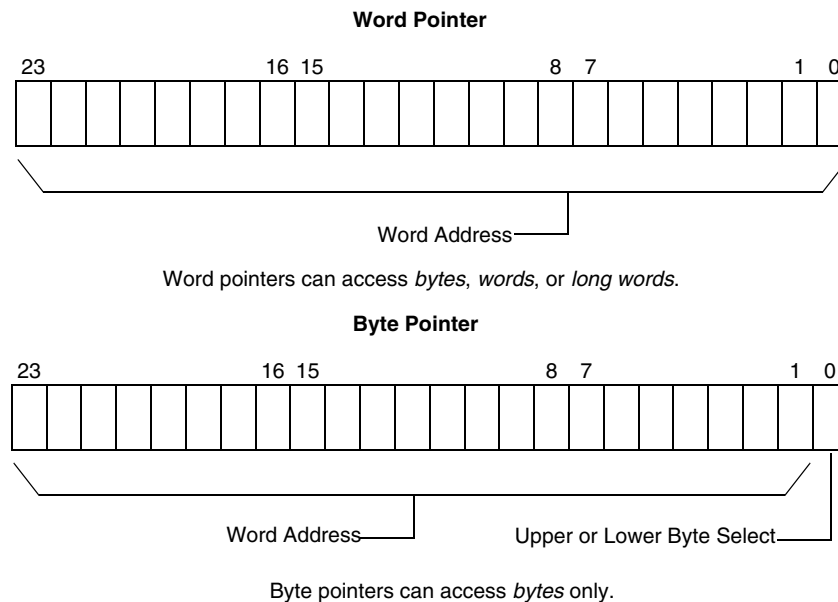 Word Pointer
23 16 15 8 7 1 0
Word Address
Word pointers can access bytes, words, or long words.
Byte Pointer
23 16 15 8 7 1 0
Word Address Upper or Lower Byte Select
Byte pointers can access bytes only.